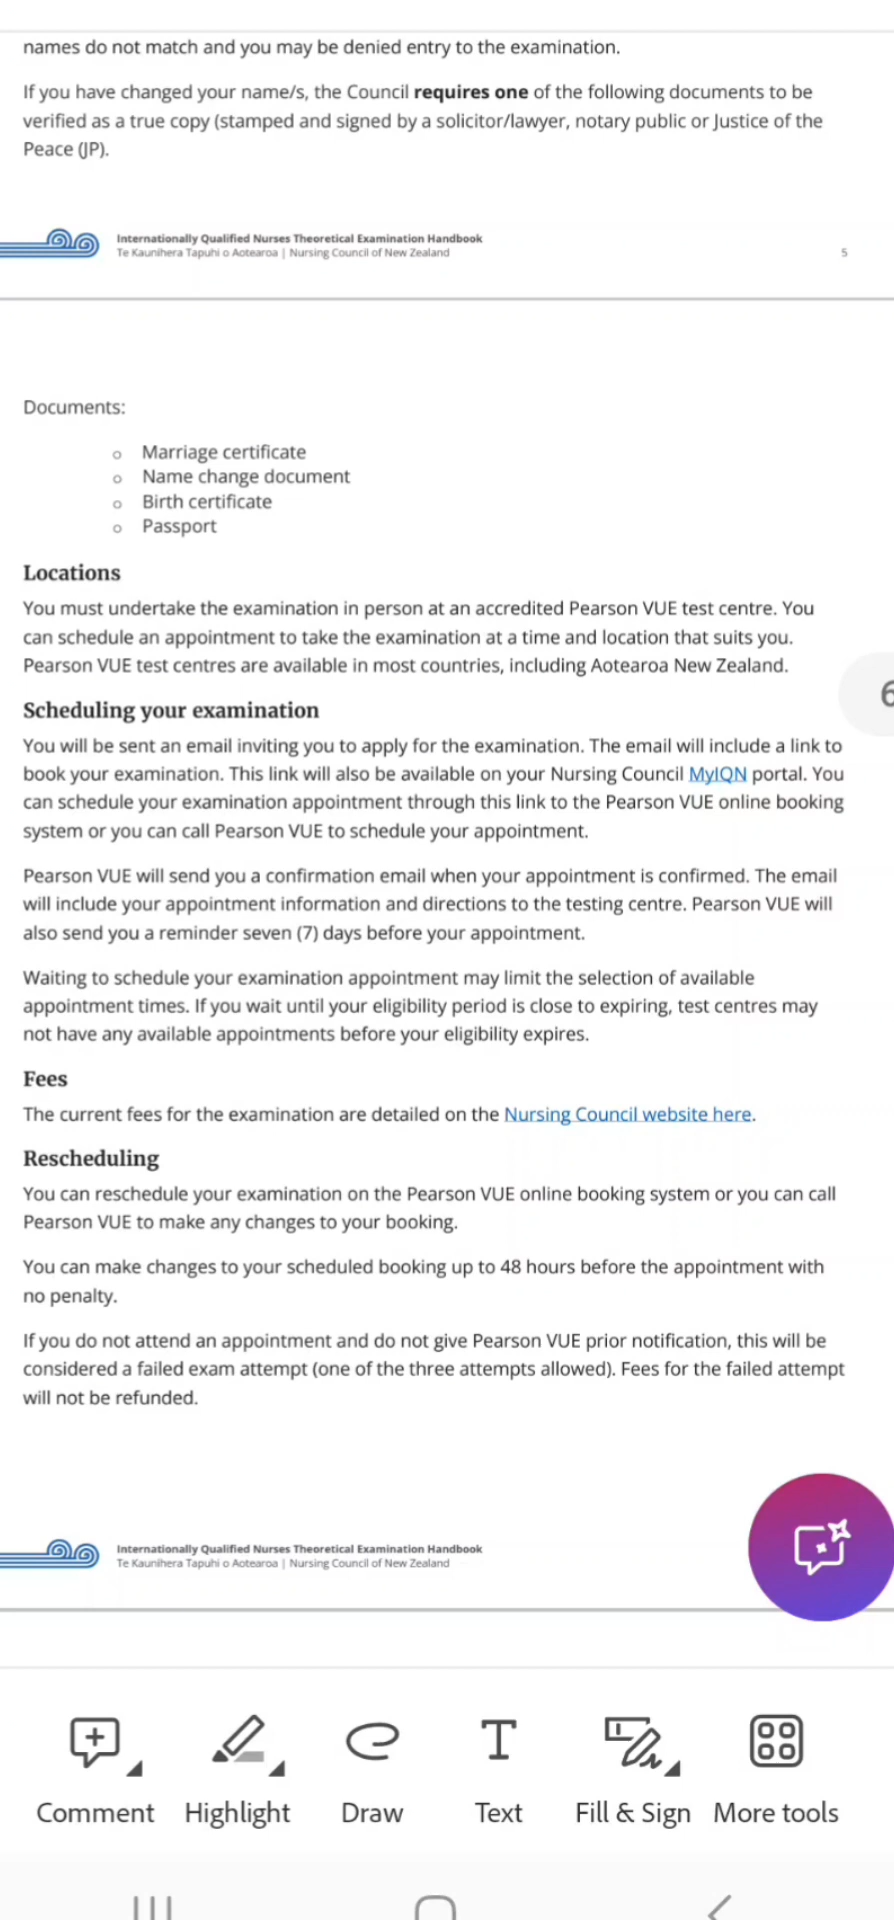 names do not match and you may be denied entry to the examination.
If you have changed your name/s, the Council requires one of the following documents to be
verified as a true copy (stamped and signed by a solicitor/lawyer, notary public or Justice of the
Peace (JP).
Internationally Qualified Nurses Theoretical Examination Handbook
Te Kaunihera Tapuhi o Aotearoa | Nursing Council of New Zealand
5
Documents:
o Marriage certificate
o Name change document
o Birth certificate
o Passport
Locations
You must undertake the examination in person at an accredited Pearson VUE test centre. You
can schedule an appointment to take the examination at a time and location that suits you.
Pearson VUE test centres are available in most countries, including Aotearoa New Zealand.
6
Scheduling your examination
You will be sent an email inviting you to apply for the examination. The email will include a link to
book your examination. This link will also be available on your Nursing Council MyIQN portal. You
can schedule your examination appointment through this link to the Pearson VUE online booking
system or you can call Pearson VUE to schedule your appointment.
Pearson VUE will send you a confirmation email when your appointment is confirmed. The email
will include your appointment information and directions to the testing centre. Pearson VUE will
also send you a reminder seven (7) days before your appointment.
Waiting to schedule your examination appointment may limit the selection of available
appointment times. If you wait until your eligibility period is close to expiring, test centres may
not have any available appointments before your eligibility expires.
Fees
The current fees for the examination are detailed on the Nursing Council website here.
Rescheduling
You can reschedule your examination on the Pearson VUE online booking system or you can call
Pearson VUE to make any changes to your booking.
You can make changes to your scheduled booking up to 48 hours before the appointment with
no penalty.
If you do not attend an appointment and do not give Pearson VUE prior notification, this will be
considered a failed exam attempt (one of the three attempts allowed). Fees for the failed attempt
will not be refunded.
Internationally Qualified Nurses Theoretical Examination Handbook
Te Kaunihera Tapuhi o Aotearoa | Nursing Council of New Zealand
Comment Highlight Draw Text Fill & Sign More tools